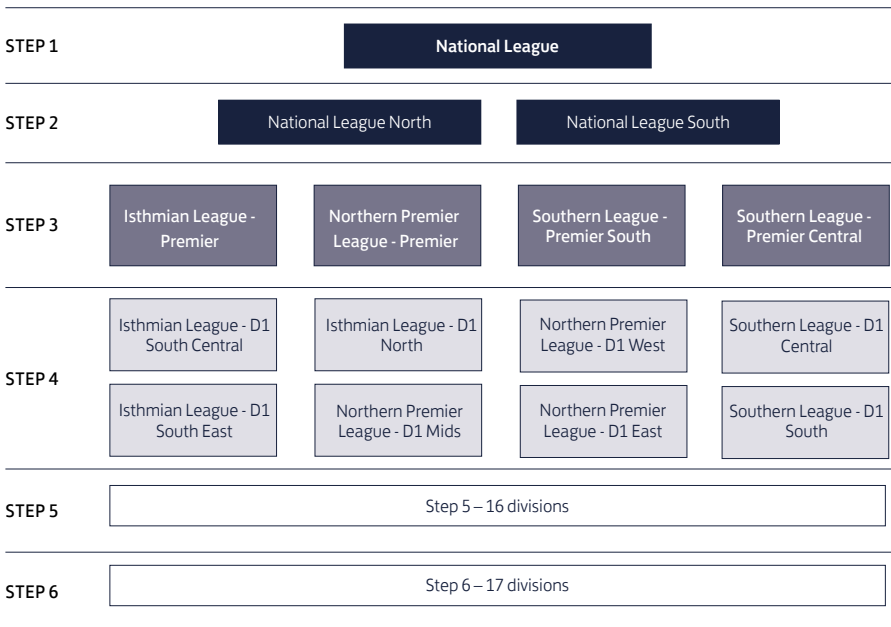 STEP 1
National League
STEP 2
National League North
National League South
STEP 3
Isthmian League -
Premier
Northern Premier
League - Premier
Southern League -
Premier South
Southern League -
Premier Central
STEP 4
Isthmian League - D1
South Central
Isthmian League - D1
North
Northern Premier
League - D1 West
Southern League - D1
Central
Isthmian League - D1
South East
Northern Premier
League - D1 Mids
Northern Premier
League - D1 East
Southern League - D1
South
STEP 5
Step 5 – 16 divisions
STEP 6
Step 6 – 17 divisions